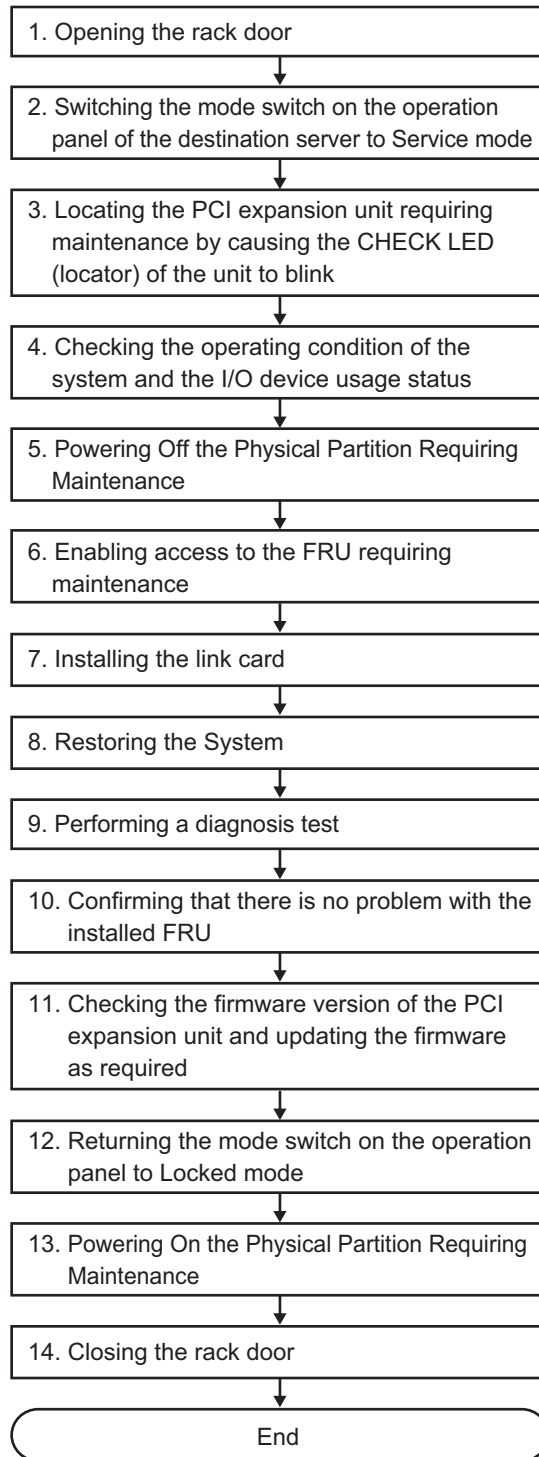 1. Opening the rack door
2. Switching the mode switch on the operation
panel of the destination server to Service mode
3. Locating the PCI expansion unit requiring
maintenance by causing the CHECK LED
(locator) of the unit to blink
4. Checking the operating condition of the
system and the I/O device usage status
5. Powering Off the Physical Partition Requiring
Maintenance
6. Enabling access to the FRU requiring
maintenance
7. Installing the link card
8. Restoring the System
9. Performing a diagnosis test
10. Confirming that there is no problem with the
installed FRU
11. Checking the firmware version of the PCI
expansion unit and updating the firmware
as required
12. Returning the mode switch on the operation
panel to Locked mode
13. Powering On the Physical Partition Requiring
Maintenance
14. Closing the rack door
End